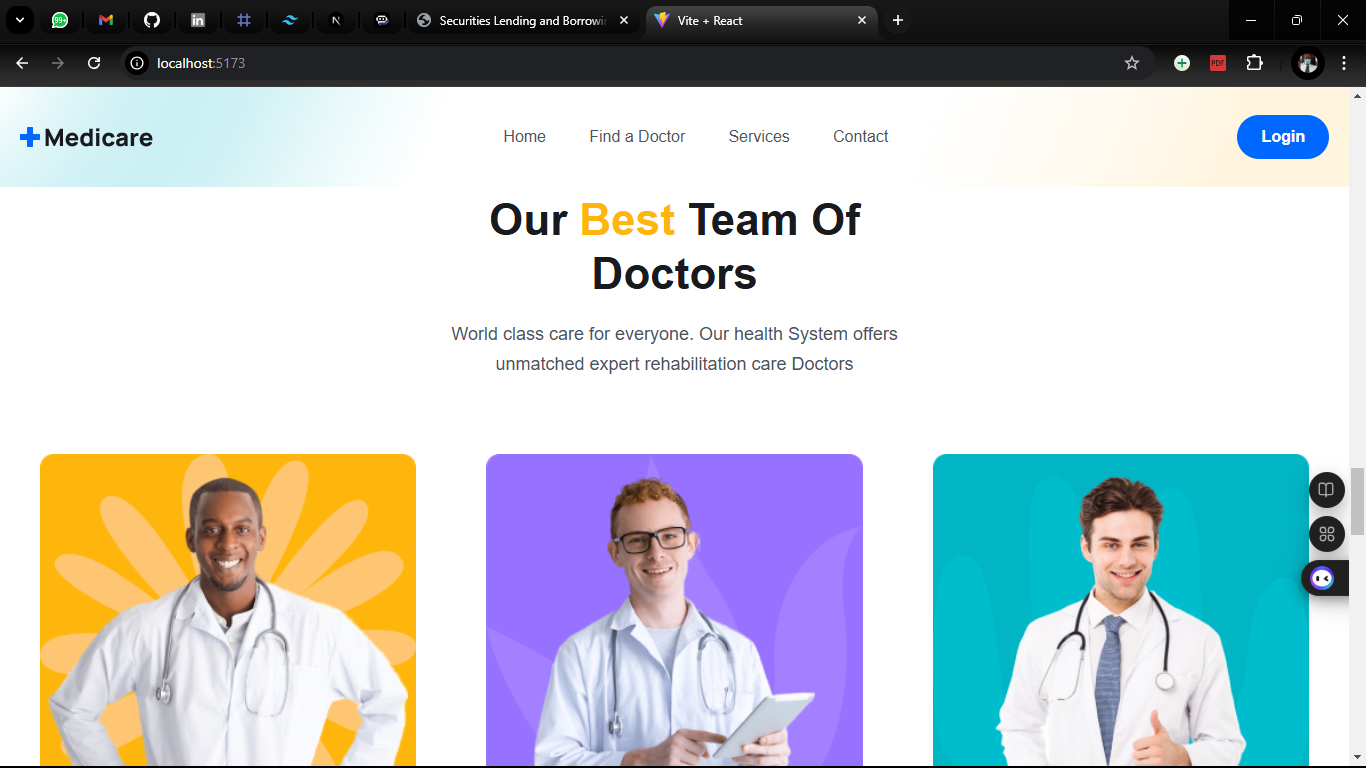 99+
Securities Lending and Borrowin
Vite + React
localhost:5173
PDF
Medicare
Home
Find a Doctor
Services
Contact
Login
Our Best Team Of
Doctors
World class care for everyone. Our health System offers
unmatched expert rehabilitation care Doctors